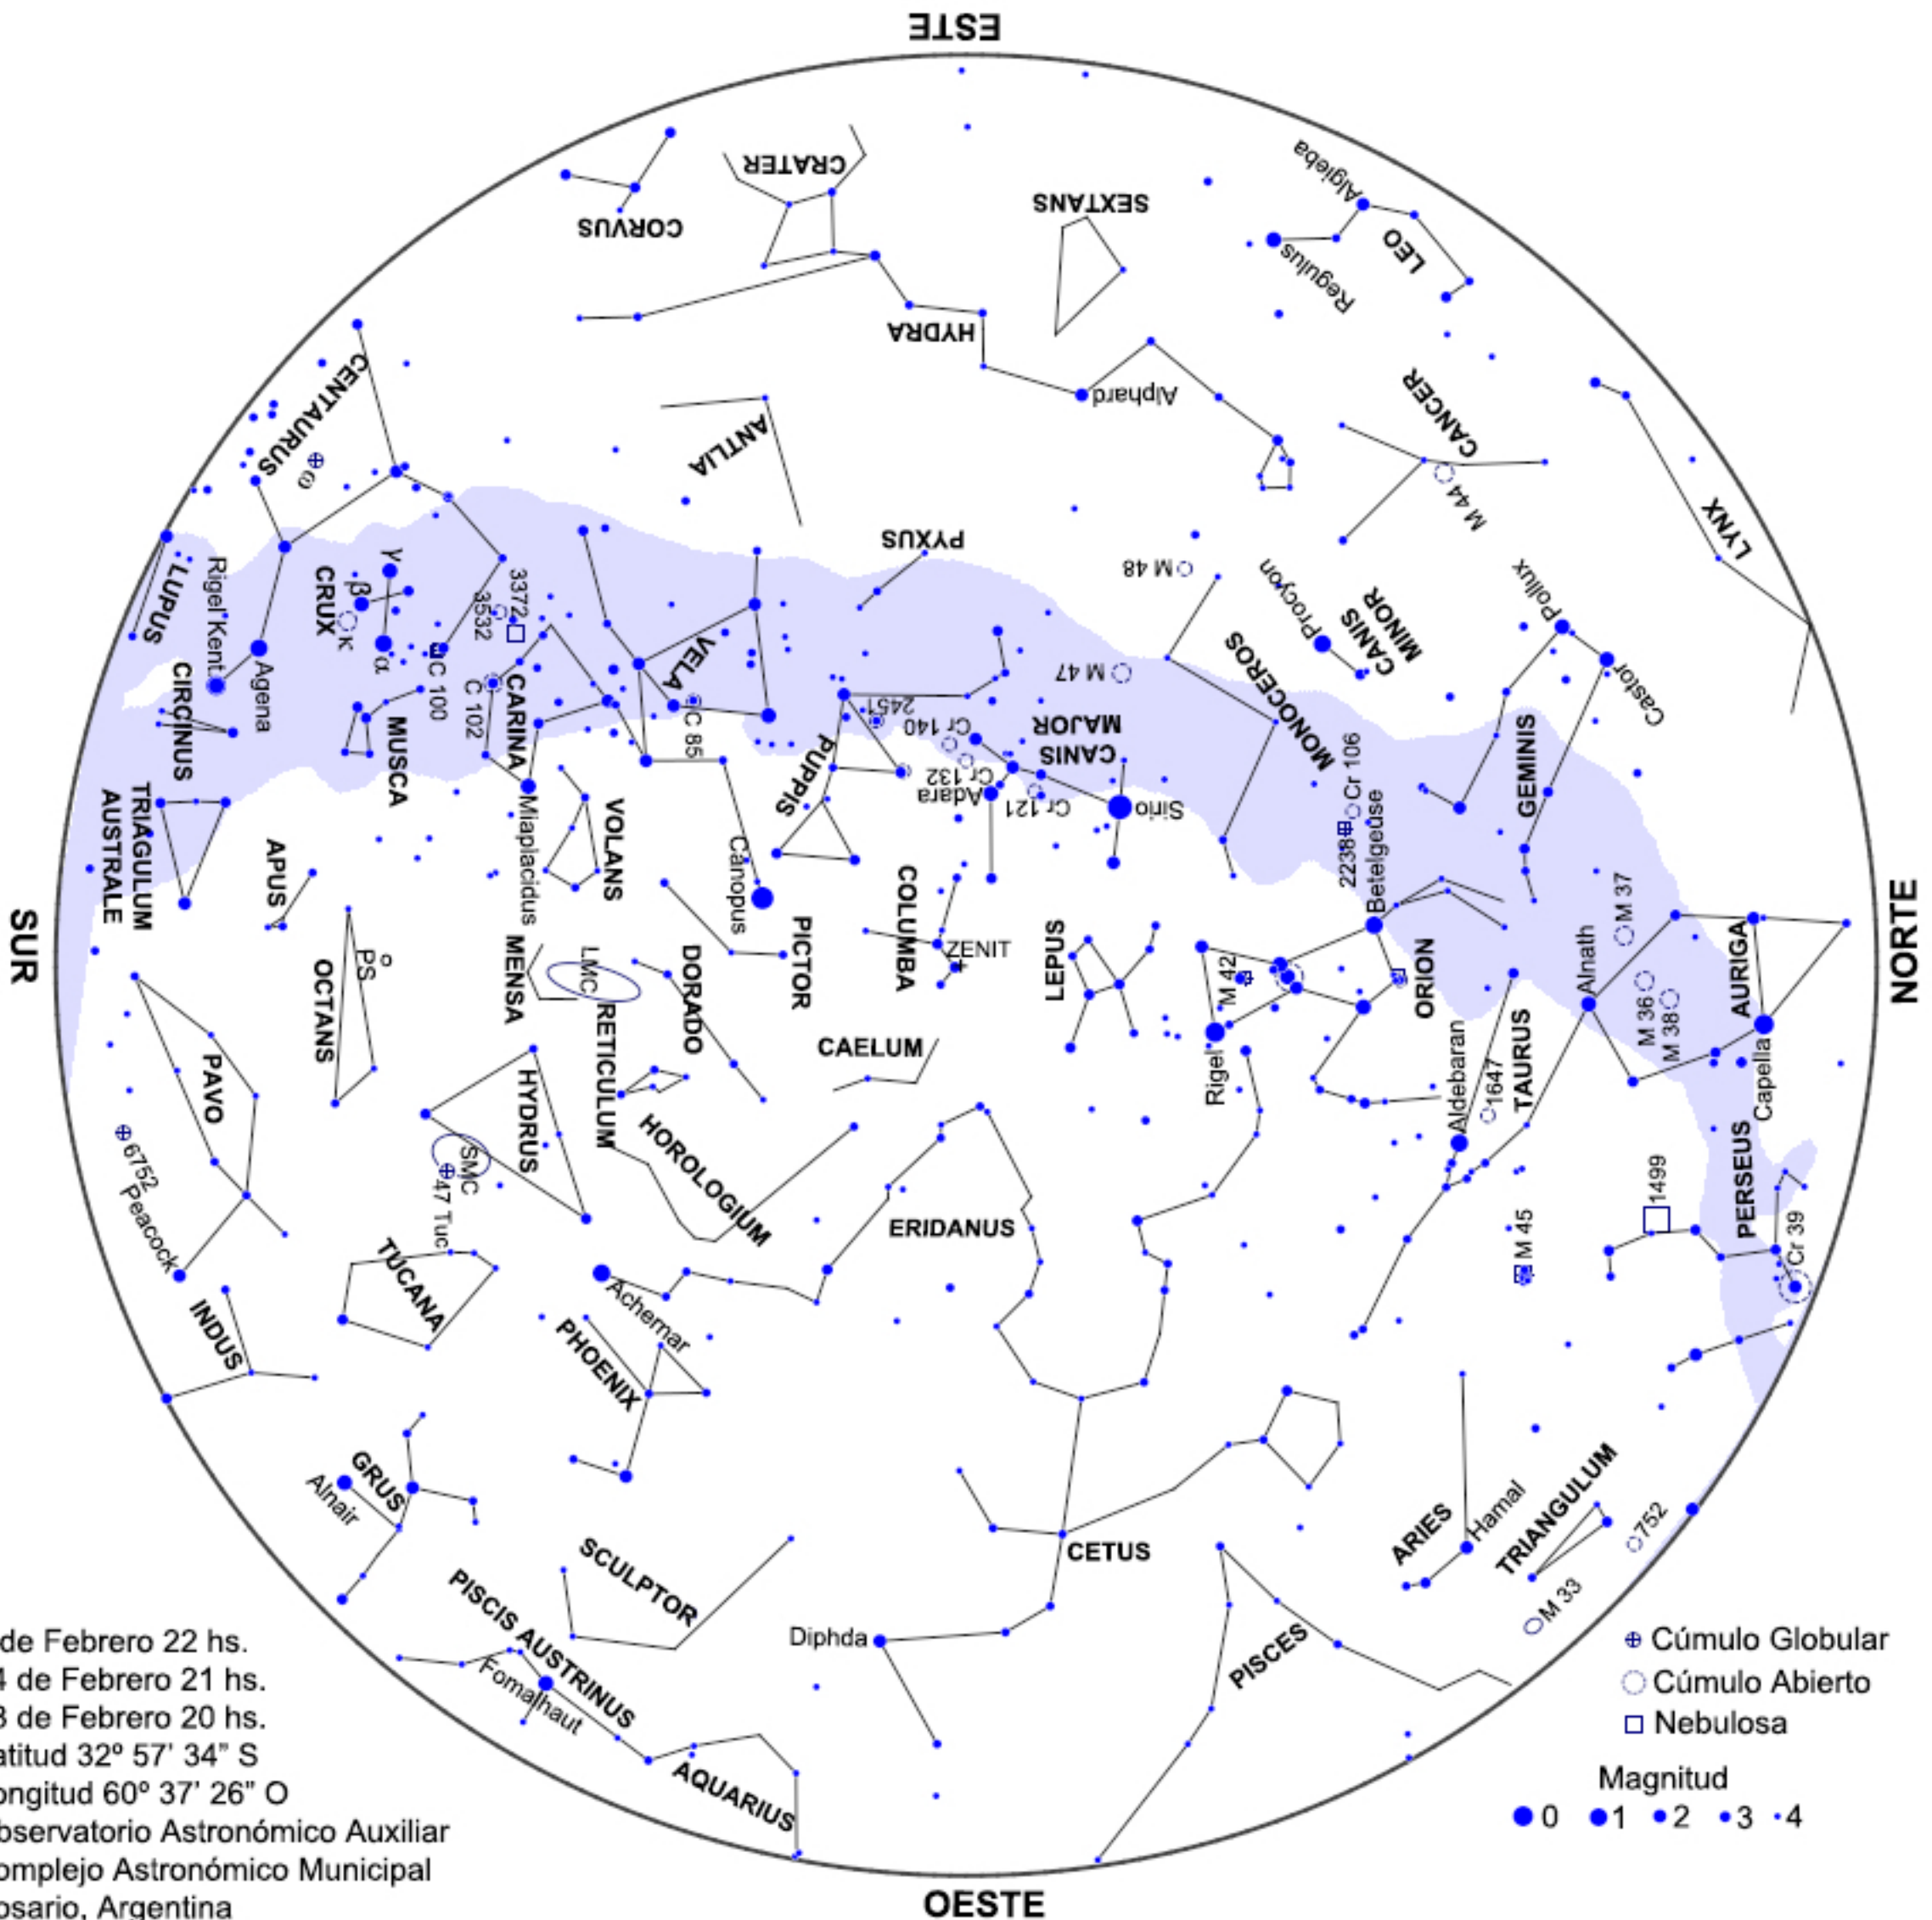 ESTE
CRATER
CORVUS
SEXTANS
Algieba
LEO
Regulus
HYDRA
Alphard
CANCER
M 44
LYNX
CENTAURUS
ω
ANTLIA
PYXUS
M 48
Procyon
CANIS
MINOR
Pollux
Castor
LUPUS
Rigel Kent.
Agena
CRUX
γ
β
κ
α
3372
3532
C 100
C 102
CARINA
VELA
C 85
MUSCA
CIRCINUS
M 47
MONOCEROS
2451
Cr 140
Cr 132
Cr 121
CANIS
MAJOR
Adara
Sirio
PUPPIS
GEMINIS
Cr 106
2238
Betelgeuse
TRIAGULUM
AUSTRALE
APUS
Miaplacidus
VOLANS
Canopus
PICTOR
COLUMBA
ZENIT
LEPUS
M 42
ORION
Alnath
M 37
M 36
M 38
AURIGA
Capella
SUR
NORTE
OCTANS
PS
MENSA
LMC
DORADO
RETICULUM
CAELUM
Rigel
Aldebaran
1647
TAURUS
PAVO
6752
Peacock
HYDRUS
SMC
47 Tuc
HOROLOGIUM
ERIDANUS
M 45
1499
PERSEUS
Cr 39
TUCANA
INDUS
Achernar
PHOENIX
GRUS
Alnair
SCULPTOR
CETUS
ARIES
Hamal
TRIANGULUM
752
M 33
PISCIS AUSTRINUS
Fomalhaut
Diphda
PISCES
AQUARIUS
OESTE
de Febrero 22 hs.
4 de Febrero 21 hs.
de Febrero 20 hs.
atitud 32º 57' 34" S
ongitud 60º 37' 26" O
bservatorio Astronómico Auxiliar
omplejo Astronómico Municipal
osario, Argentina
Cúmulo Globular
Cúmulo Abierto
Nebulosa
Magnitud
0 1 2 3 4